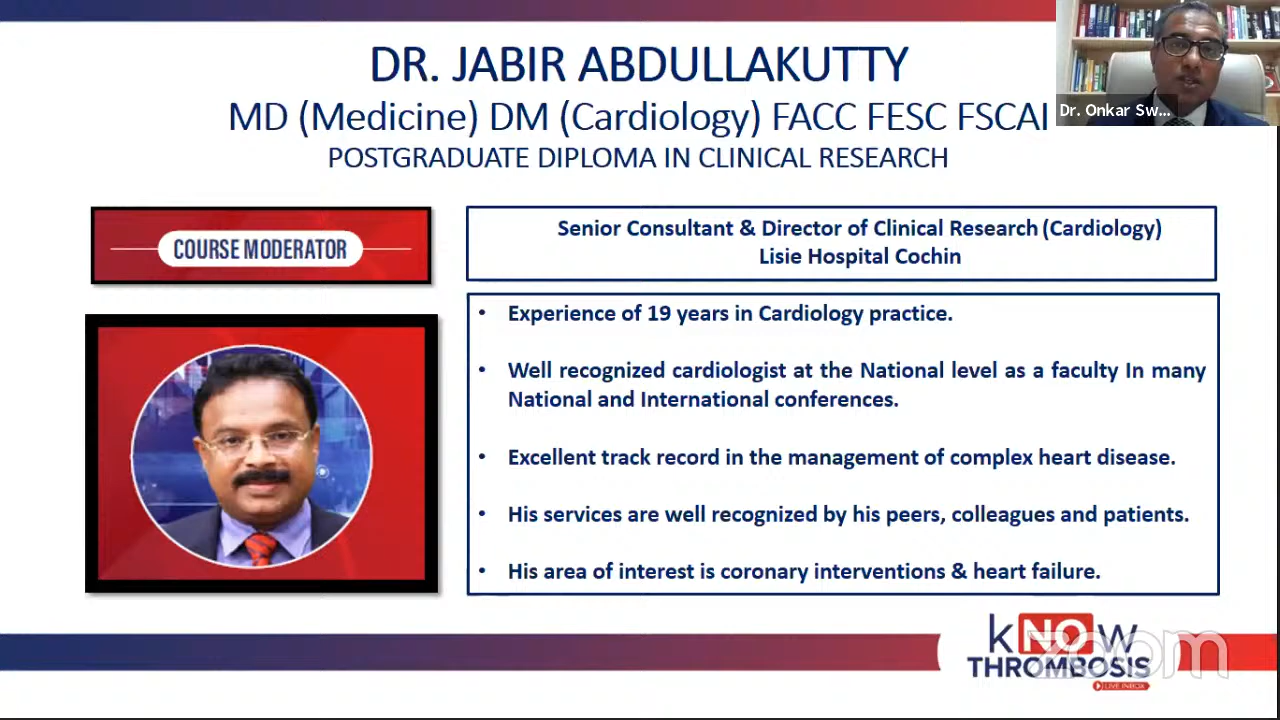 DR. JABIR ABDULLAKUTTY
MD (Medicine) DM (Cardiology) FACC FESC FSCAI
POSTGRADUATE DIPLOMA IN CLINICAL RESEARCH
Dr. Onkar Sw...
COURSE MODERATOR
Senior Consultant & Director of Clinical Research (Cardiology)
Lisie Hospital Cochin
• Experience of 19 years in Cardiology practice.
• Well recognized cardiologist at the National level as a faculty In many
National and International conferences.
• Excellent track record in the management of complex heart disease.
• His services are well recognized by his peers, colleagues and patients.
• His area of interest is coronary interventions & heart failure.
kNOw
THROMBOSIS
LIVE INBOX
zoom